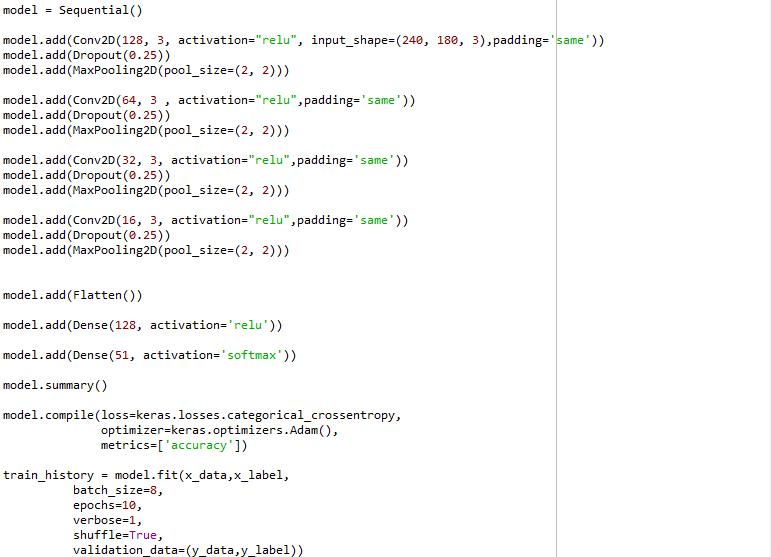 model = Sequential()
model.add(Conv2D(128, 3, activation="relu", input_shape=(240, 180, 3),padding='same'))
model.add(Dropout(0.25))
model.add(MaxPooling2D(pool_size=(2, 2)))
model.add(Conv2D(64, 3 , activation="relu",padding='same'))
model.add(Dropout(0.25))
model.add(MaxPooling2D(pool_size=(2, 2)))
model.add(Conv2D(32, 3, activation="relu",padding='same'))
model.add(Dropout(0.25))
model.add(MaxPooling2D(pool_size=(2, 2)))
model.add(Conv2D(16, 3, activation="relu",padding='same'))
model.add(Dropout(0.25))
model.add(MaxPooling2D(pool_size=(2, 2)))
model.add(Flatten())
model.add(Dense(128, activation='relu'))
model.add(Dense(51, activation='softmax'))
model.summary()
model.compile(loss=keras.losses.categorical_crossentropy,
optimizer=keras.optimizers.Adam(),
metrics=['accuracy'])
train_history = model.fit(x_data,x_label,
batch_size=8,
epochs=10,
verbose=1,
shuffle=True,
validation_data=(y_data,y_label))